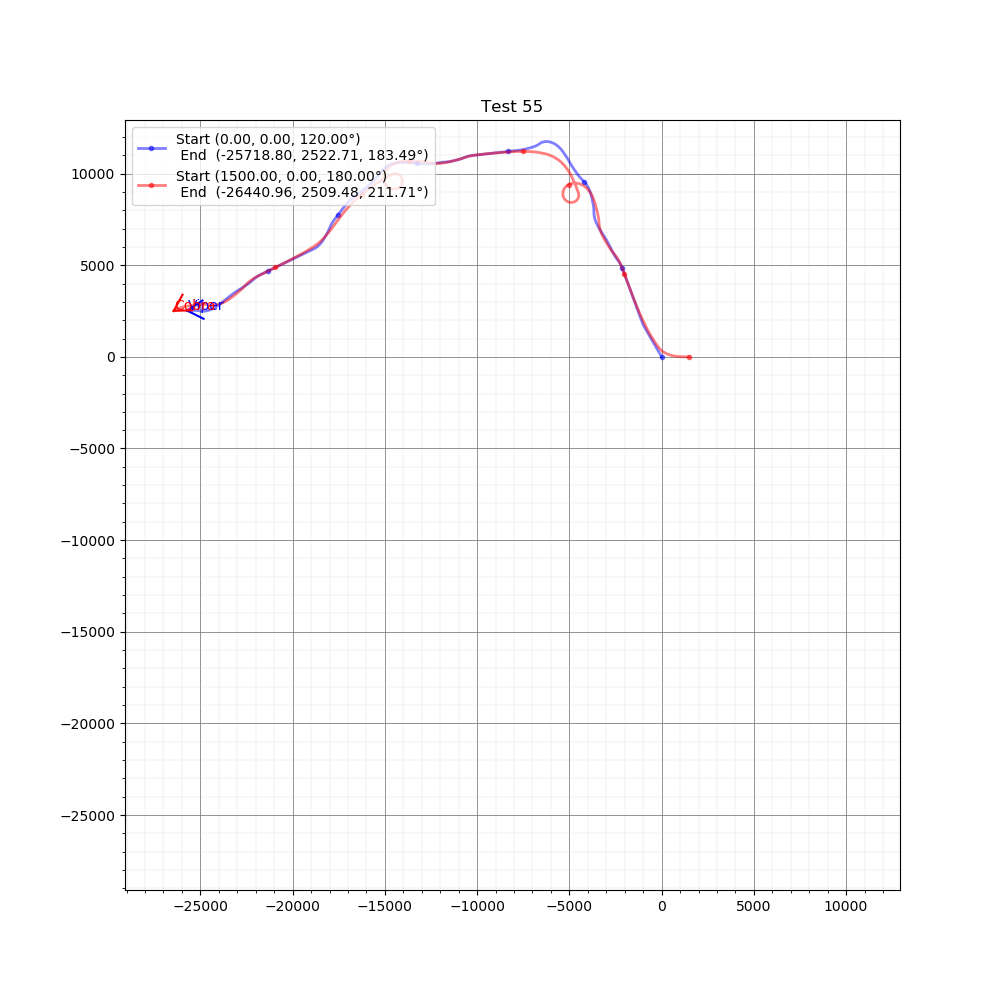 Test 55
Start (0.00, 0.00, 120.00°)
End (-25718.80, 2522.71, 183.49°)
Start (1500.00, 0.00, 180.00°)
End (-26440.96, 2509.48, 211.71°)
10000
5000
0
−5000
−10000
−15000
−20000
−25000
−25000 −20000 −15000 −10000 −5000 0 5000 10000